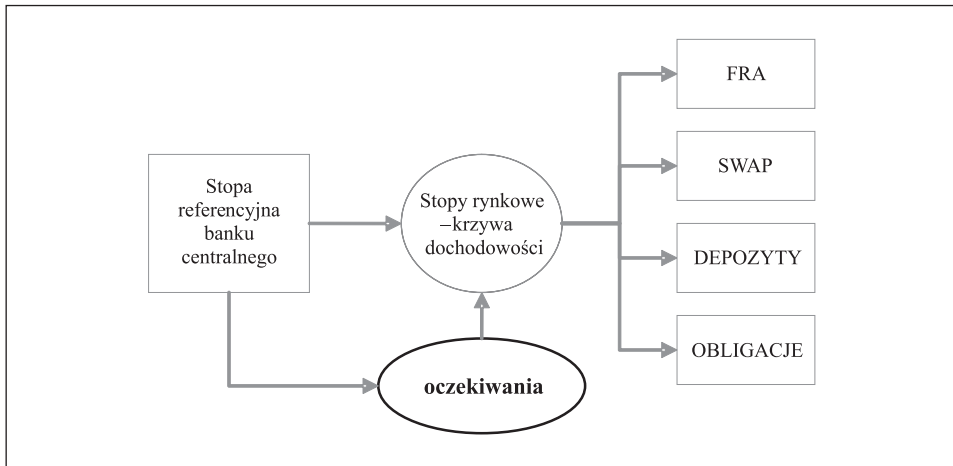 Stopa
referencyjna
banku
centralnego
Stopy rynkowe
–krzywa
dochodowości
oczekiwania
FRA
SWAP
DEPOZYTY
OBLIGACJE